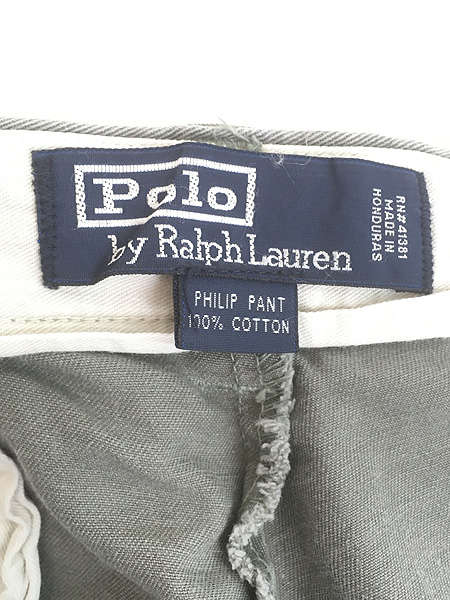 Polo
by Ralph Lauren
RN#41381
MADE IN
HONDURAS
PHILIP PANT
100% COTTON